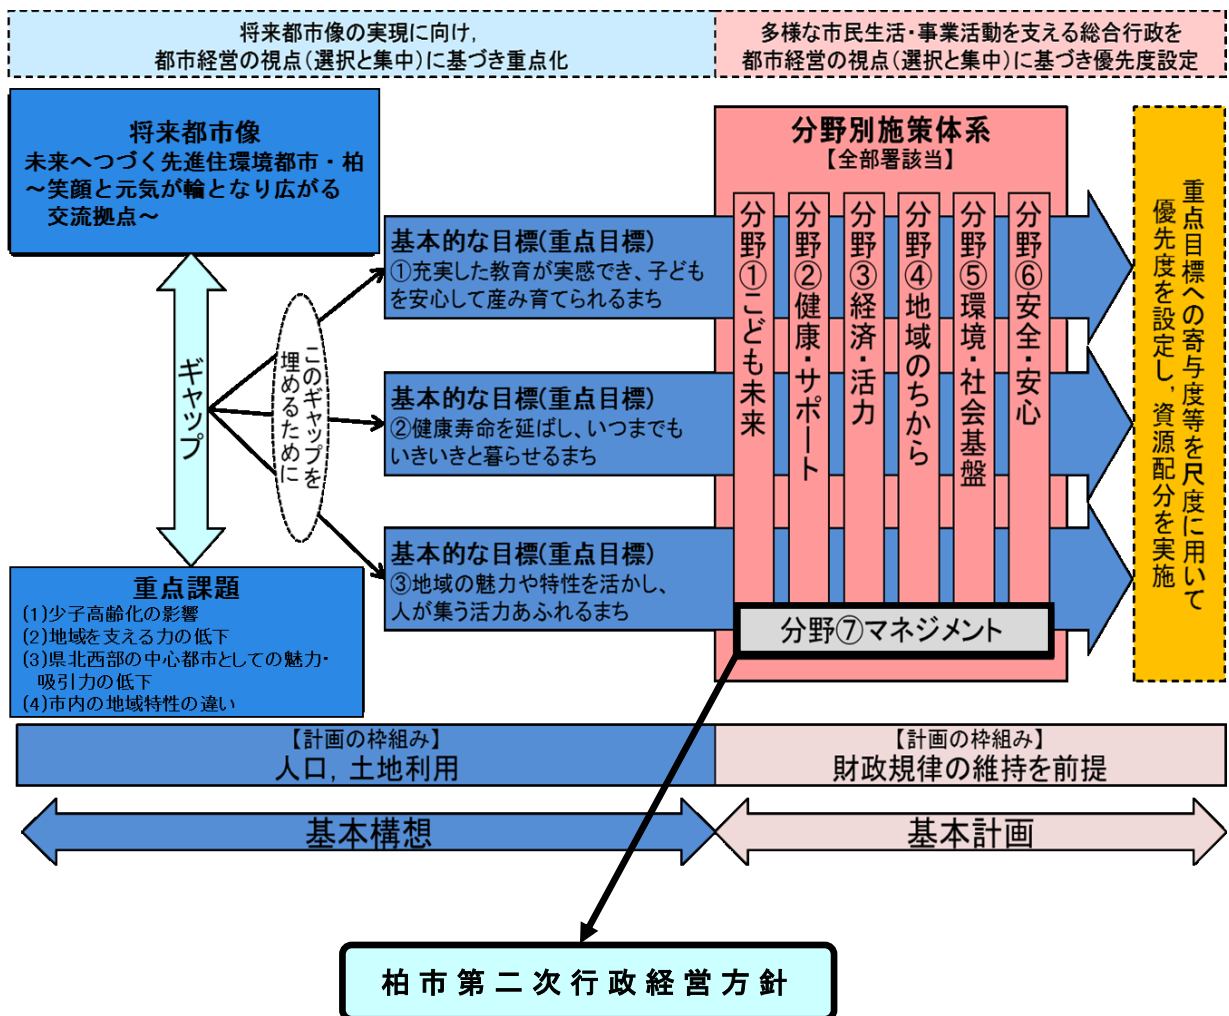 将来都市像の実現に向け,
都市経営の視点(選択と集中)に基づき重点化
多様な市民生活・事業活動を支える総合行政を
都市経営の視点(選択と集中)に基づき優先度設定
将来都市像
未来へつづく先進住環境都市・柏
～笑顔と元気が輪となり広がる
交流拠点～
ギャップ
このギャップを
埋めるために
重点課題
(1)少子高齢化の影響
(2)地域を支える力の低下
(3)県北西部の中心都市としての魅力・
吸引力の低下
(4)市内の地域特性の違い
基本的な目標(重点目標)
①充実した教育が実感でき、子ども
を安心して産み育てられるまち
基本的な目標(重点目標)
②健康寿命を延ばし、いつまでも
いきいきと暮らせるまち
基本的な目標(重点目標)
③地域の魅力や特性を活かし、
人が集う活力あふれるまち
分野別施策体系
【全部署該当】
分野①こども未来
分野②健康・サポート
分野③経済・活力
分野④地域のちから
分野⑤環境・社会基盤
分野⑥安全・安心
分野⑦マネジメント
重点目標への寄与度等を尺度に用いて
優先度を設定し,資源配分を実施
【計画の枠組み】
人口,土地利用
【計画の枠組み】
財政規律の維持を前提
基本構想
基本計画
柏市第二次行政経営方針